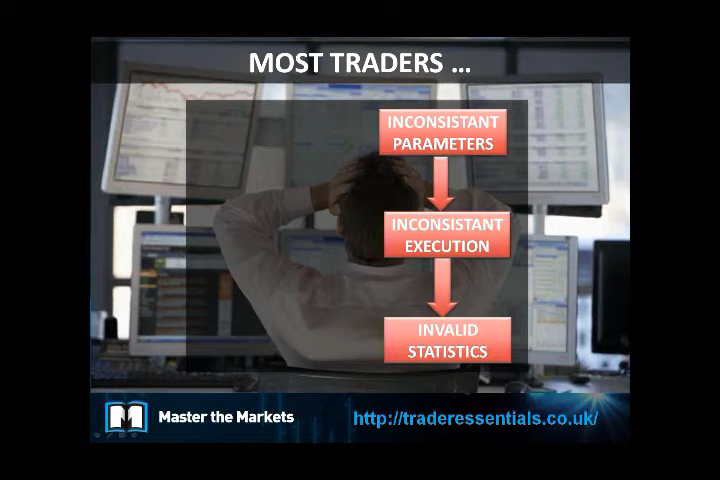 MOST TRADERS ...
INCONSISTANT
PARAMETERS
INCONSISTANT
EXECUTION
INVALID
STATISTICS
Master the Markets
http://traderessentials.co.uk/